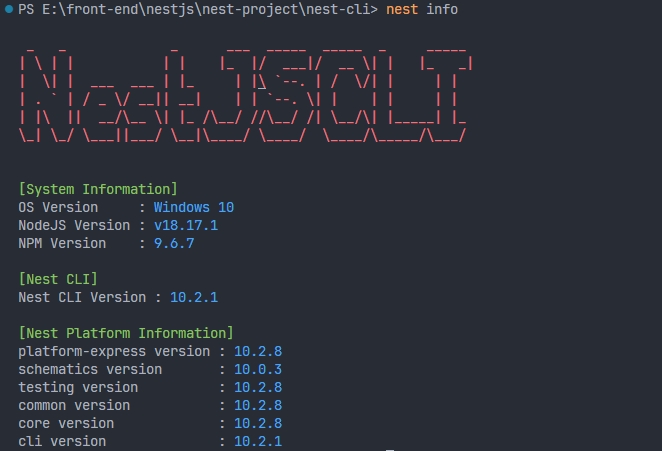 PS E:\front-end\nestjs\nest-project\nest-cli> nest info
NestJS CLI
[System Information]
OS Version     : Windows 10
NodeJS Version : v18.17.1
NPM Version    : 9.6.7
[Nest CLI]
Nest CLI Version : 10.2.1
[Nest Platform Information]
platform-express version : 10.2.8
schematics version       : 10.0.3
testing version          : 10.2.8
common version           : 10.2.8
core version             : 10.2.8
cli version              : 10.2.1